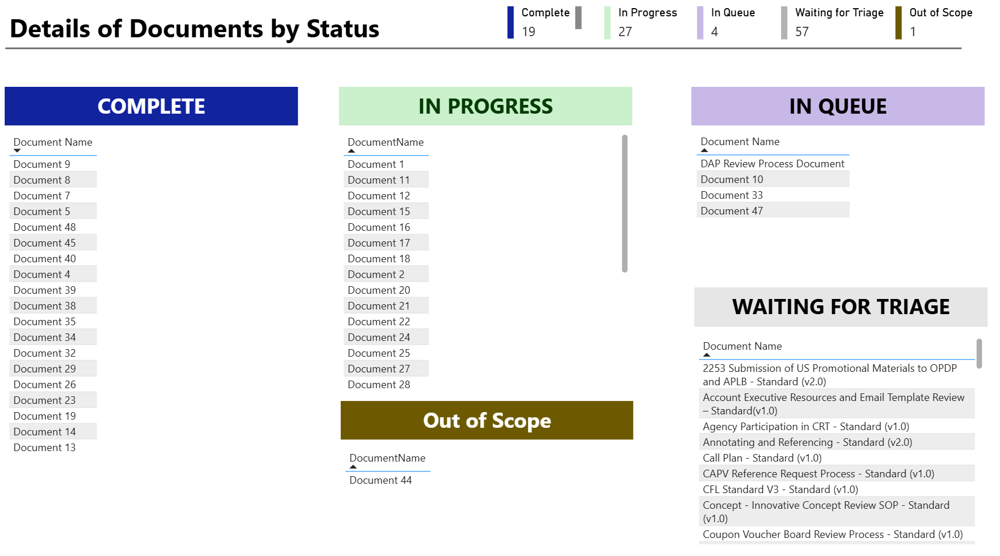 Details of Documents by Status
Complete
19
In Progress
27
In Queue
4
Waiting for Triage
57
Out of Scope
1
COMPLETE
Document Name
Document 9
Document 8
Document 7
Document 5
Document 48
Document 45
Document 40
Document 4
Document 39
Document 38
Document 35
Document 34
Document 32
Document 29
Document 26
Document 23
Document 19
Document 14
Document 13
IN PROGRESS
DocumentName
Document 1
Document 11
Document 12
Document 15
Document 16
Document 17
Document 18
Document 2
Document 20
Document 21
Document 22
Document 24
Document 25
Document 27
Document 28
Out of Scope
DocumentName
Document 44
IN QUEUE
Document Name
DAP Review Process Document
Document 10
Document 33
Document 47
WAITING FOR TRIAGE
Document Name
2253 Submission of US Promotional Materials to OPDP
and APLB - Standard (v2.0)
Account Executive Resources and Email Template Review
– Standard(v1.0)
Agency Participation in CRT - Standard (v1.0)
Annotating and Referencing - Standard (v2.0)
Call Plan - Standard (v1.0)
CAPV Reference Request Process - Standard (v1.0)
CFL Standard V3 - Standard (v1.0)
Concept - Innovative Concept Review SOP - Standard
(v1.0)
Coupon Voucher Board Review Process - Standard (v1.0)